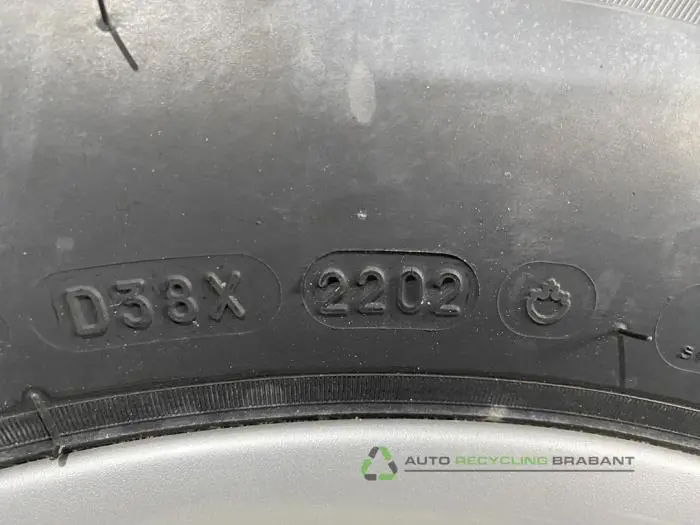 D38X 2202
AUTO RECYCLING BRABANT